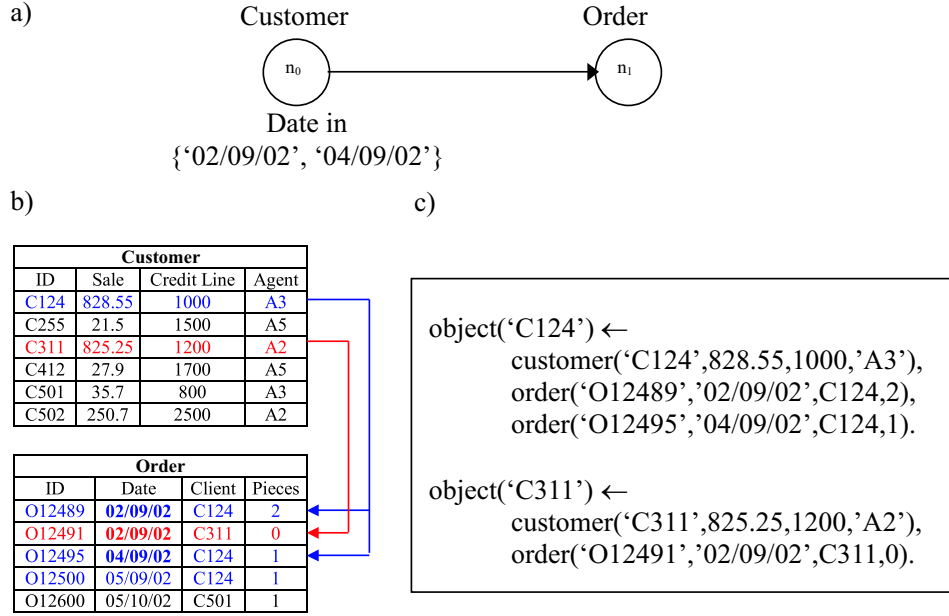 a)
Customer Order
n0 n1
Date in
{‘02/09/02’, ‘04/09/02’}
b)
Customer
ID Sale Credit Line Agent
C124 828.55 1000 A3
C255 21.5 1500 A5
C311 825.25 1200 A2
C412 27.9 1700 A5
C501 35.7 800 A3
C502 250.7 2500 A2
Order
ID Date Client Pieces
O12489 02/09/02 C124 2
O12491 02/09/02 C311 0
O12495 04/09/02 C124 1
O12500 05/09/02 C124 1
O12600 05/10/02 C501 1
c)
object(‘C124’) ←
customer(‘C124’,828.55,1000,’A3’),
order(‘O12489’,’02/09/02’,C124,2),
order(‘O12495’,’04/09/02’,C124,1).
object(‘C311’) ←
customer(‘C311’,825.25,1200,’A2’),
order(‘O12491’,’02/09/02’,C311,0).